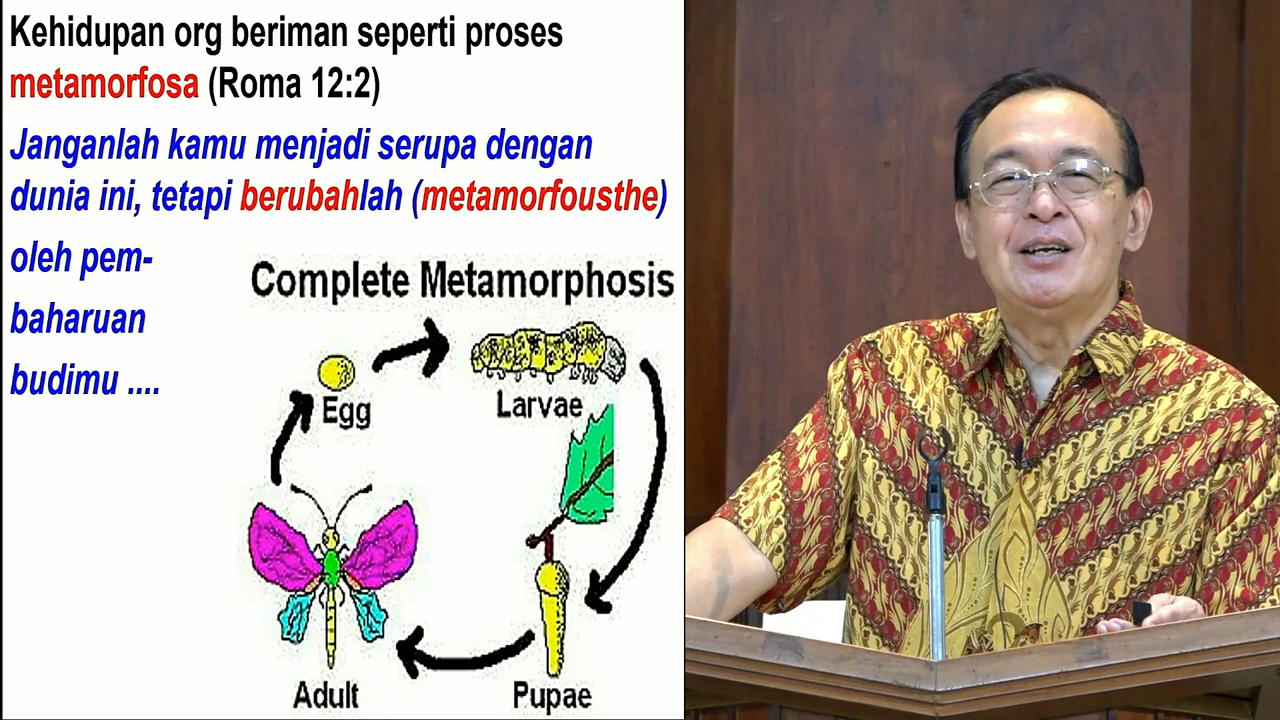 Kehidupan org beriman seperti proses
metamorfosa (Roma 12:2)
Janganlah kamu menjadi serupa dengan
dunia ini, tetapi berubahlah (metamorfousthe)
oleh pem-
baharuan
budimu ....
Complete Metamorphosis
Egg
Larvae
Adult
Pupae